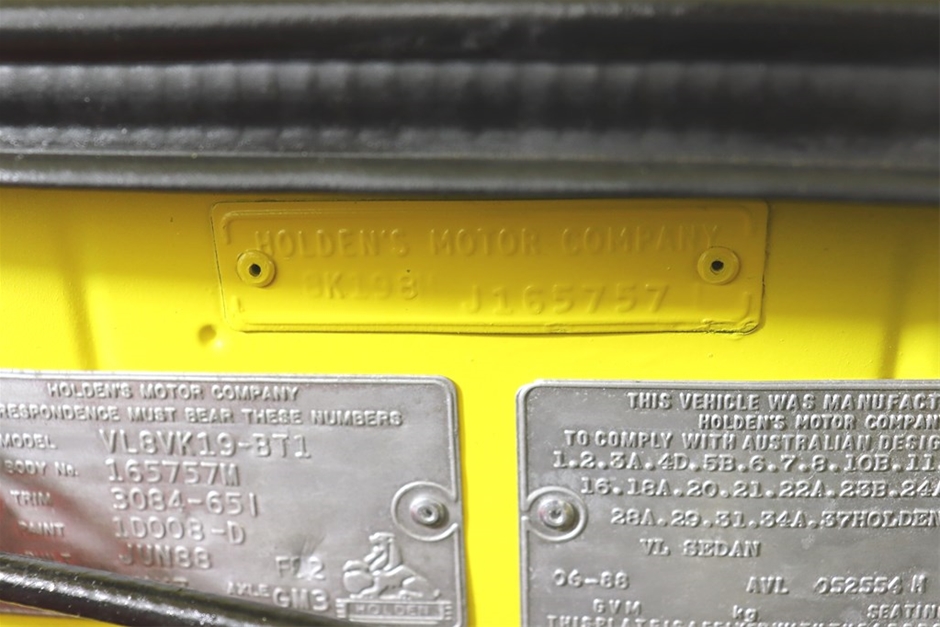 HOLDEN'S MOTOR COMPANY
8K19B J165757
HOLDEN'S MOTOR COMPANY
RESPONDENCE MUST BEAR THESE NUMBERS
MODEL VL8VK19-BT1
BODY No. 165757M
TRIM 3084-651
PAINT 1D008-D
JUN88
AXLE GM3
HOLDEN
THIS VEHICLE WAS MANUFACT
HOLDEN'S MOTOR COMPAN
TO COMPLY WITH AUSTRALIAN DESIG
1.2.3A.4D.5B.6.7.8.10B.11.
16.18A.20.21.22A.23B.24A
28A.29.31.34A.37HOLDEN
VL SEDAN
06-88 AVL 052554 M
GVM kg SEATIN